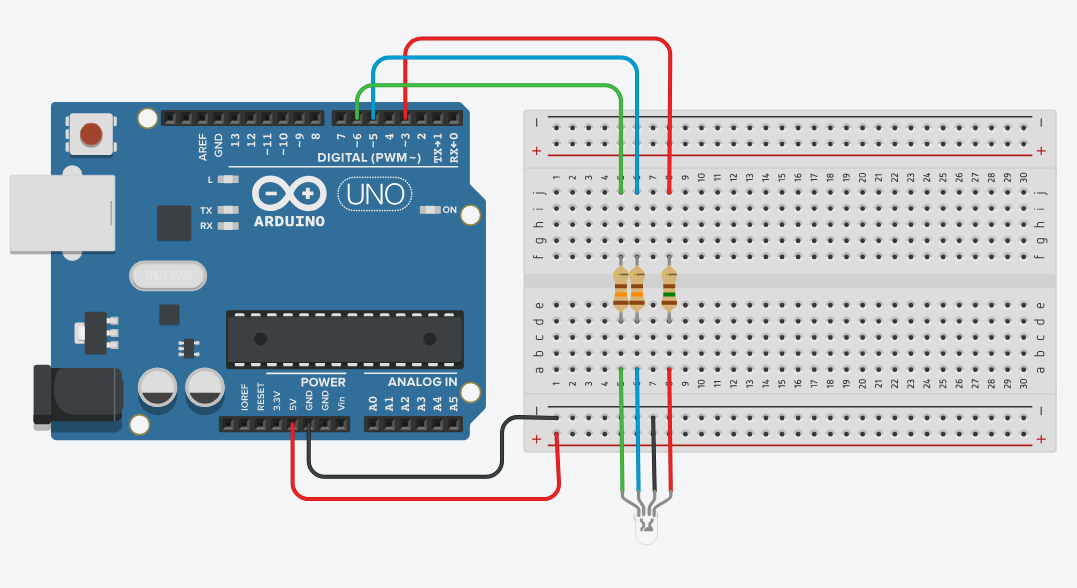 AREF
GND
13
12
~11
~10
~9
8
7
~6
~5
4
~3
2
TX→1
RX←0
DIGITAL (PWM~)
L
TX
RX
ARDUINO
UNO
ON
POWER
ANALOG IN
IOREF
RESET
3.3V
5V
GND
GND
Vin
A0
A1
A2
A3
A4
A5
− −
+ +
1 2 3 4 5 6 7 8 9 10 11 12 13 14 15 16 17 18 19 20 21 22 23 24 25 26 27 28 29 30
j j
i i
h h
g g
f f
e e
d d
c c
b b
a a
1 2 3 4 5 6 7 8 9 10 11 12 13 14 15 16 17 18 19 20 21 22 23 24 25 26 27 28 29 30
− −
+ +